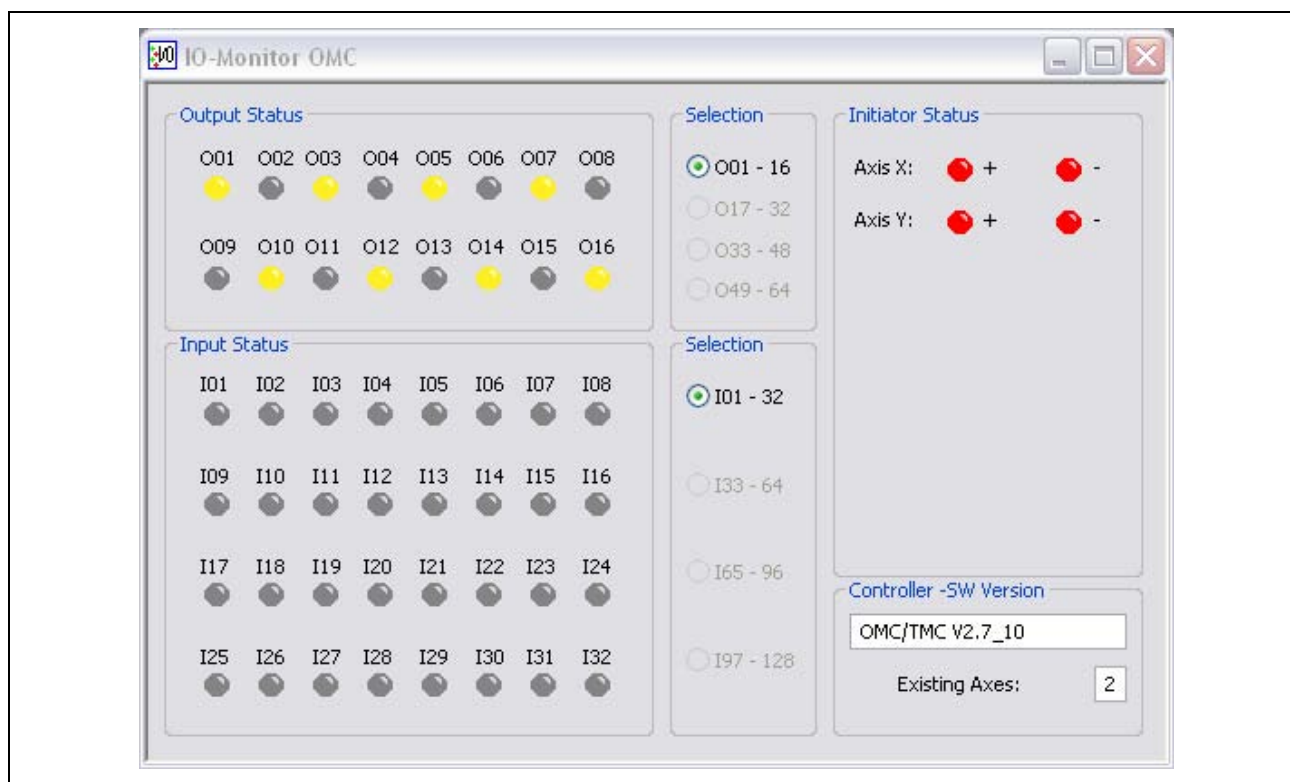 IO-Monitor OMC
Output Status
O01 O02 O03 O04 O05 O06 O07 O08
O09 O10 O11 O12 O13 O14 O15 O16
Selection
O01 - 16
O17 - 32
O33 - 48
O49 - 64
Initiator Status
Axis X: + -
Axis Y: + -
Input Status
I01 I02 I03 I04 I05 I06 I07 I08
I09 I10 I11 I12 I13 I14 I15 I16
I17 I18 I19 I20 I21 I22 I23 I24
I25 I26 I27 I28 I29 I30 I31 I32
Selection
I01 - 32
I33 - 64
I65 - 96
I97 - 128
Controller -SW Version
OMC/TMC V2.7_10
Existing Axes: 2